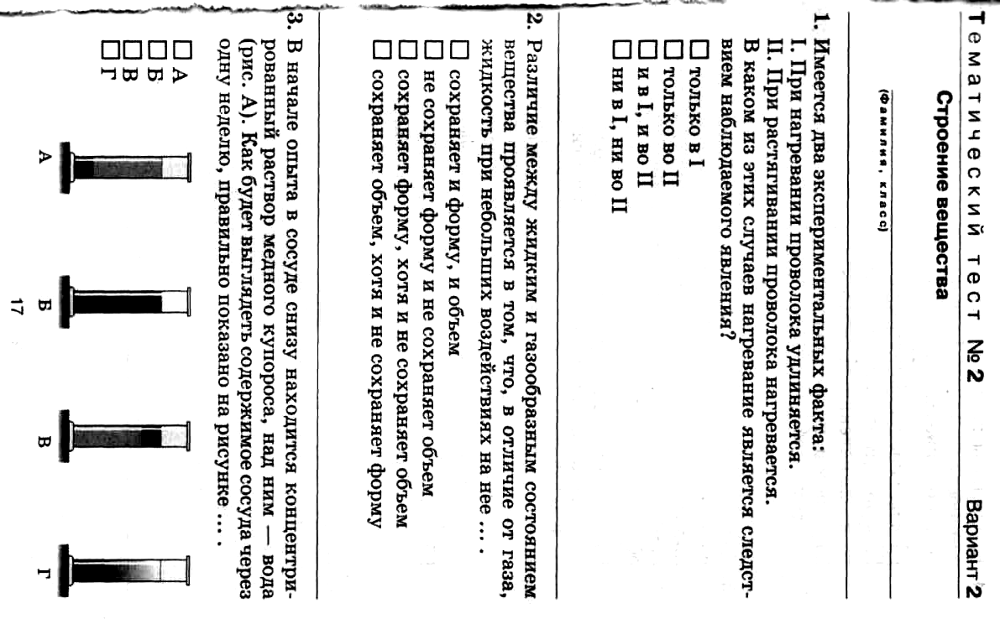 Тематический тест № 2 Вариант 2
Строение вещества
(Фамилия, класс)
1. Имеется два экспериментальных факта:
I. При нагревании проволока удлиняется.
II. При растягивании проволока нагревается.
В каком из этих случаев нагревание является следст-
вием наблюдаемого явления?
только в I
только во II
и в I, и во II
ни в I, ни во II
2. Различие между жидким и газообразным состоянием
вещества проявляется в том, что, в отличие от газа,
жидкость при небольших воздействиях на нее ... .
сохраняет и форму, и объем
не сохраняет форму и не сохраняет объем
сохраняет форму, хотя и не сохраняет объем
сохраняет объем, хотя и не сохраняет форму
3. В начале опыта в сосуде снизу находится концентри-
рованный раствор медного купороса, над ним — вода
(рис. А). Как будет выглядеть содержимое сосуда через
одну неделю, правильно показано на рисунке ... .
А
Б
В
Г
А В В Г
17